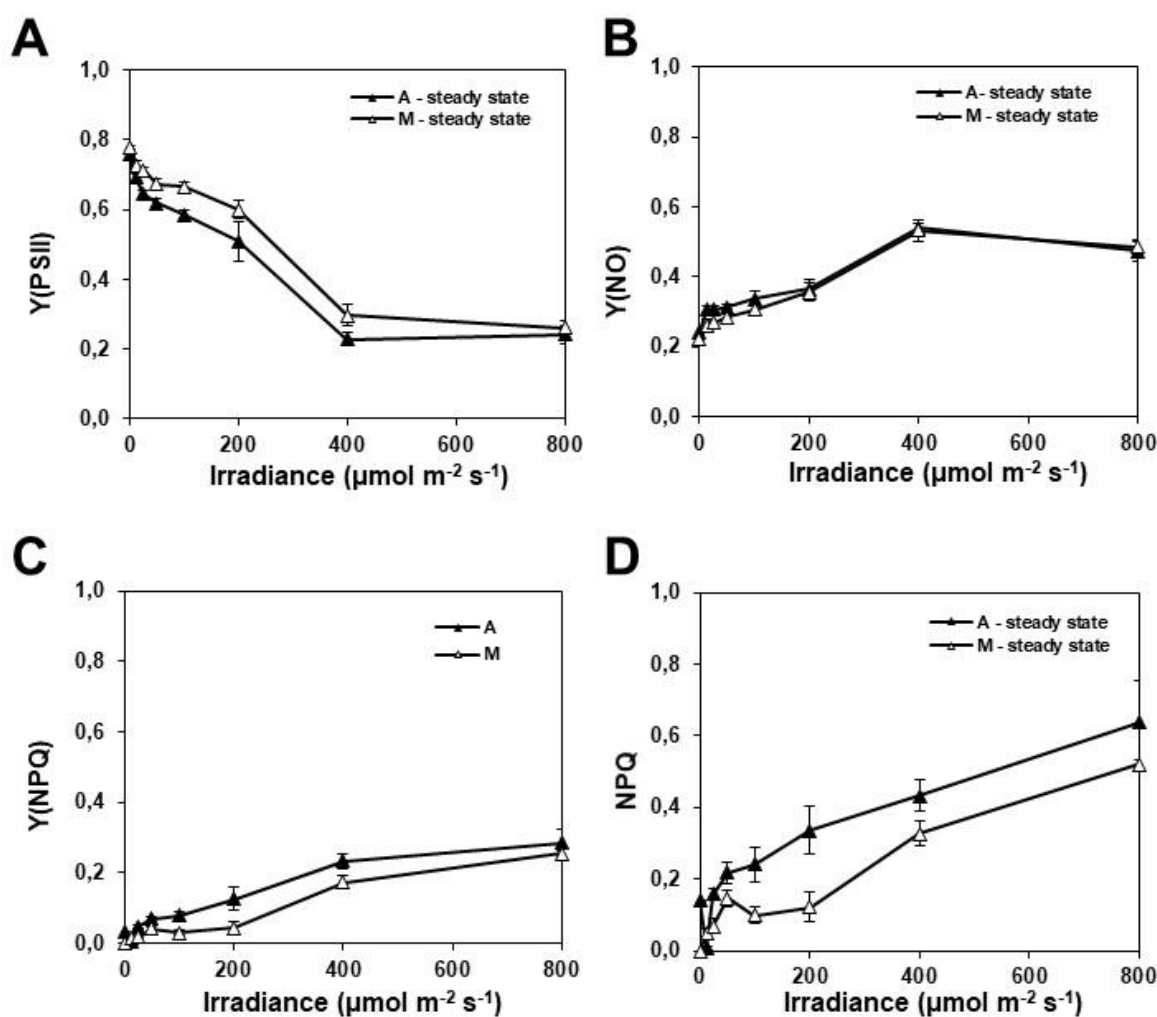 A
B
1,0
0,8
0,6
0,4
0,2
0,0
Y(PSII)
A - steady state
M - steady state
0 200 400 600 800
Irradiance (µmol m-2 s-1)
1,0
0,8
0,6
0,4
0,2
0,0
Y(NO)
A - steady state
M - steady state
0 200 400 600 800
Irradiance (µmol m-2 s-1)
C
D
1,0
0,8
0,6
0,4
0,2
0,0
Y(NPQ)
A
M
0 200 400 600 800
Irradiance (µmol m-2 s-1)
1,0
0,8
0,6
0,4
0,2
0,0
NPQ
A - steady state
M - steady state
0 200 400 600 800
Irradiance (µmol m-2 s-1)